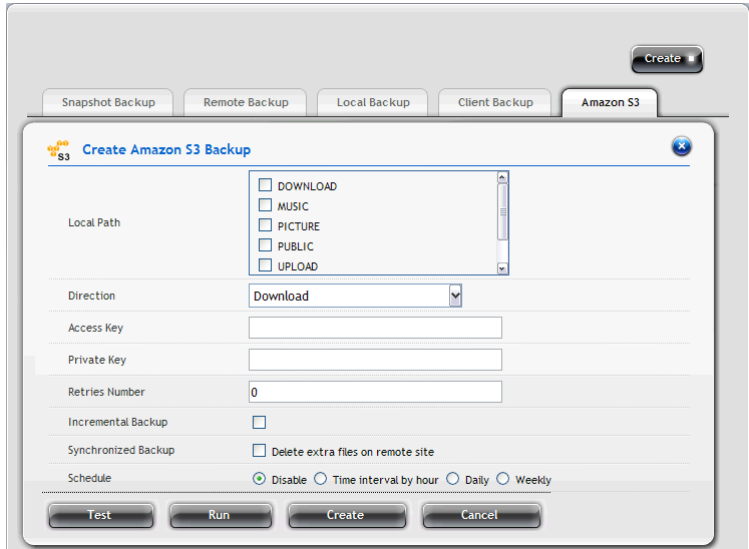 Create
Snapshot Backup Remote Backup Local Backup Client Backup Amazon S3
S3 Create Amazon S3 Backup
Local Path
DOWNLOAD
MUSIC
PICTURE
PUBLIC
UPLOAD
Direction Download
Access Key
Private Key
Retries Number 0
Incremental Backup
Synchronized Backup Delete extra files on remote site
Schedule Disable Time interval by hour Daily Weekly
Test Run Create Cancel